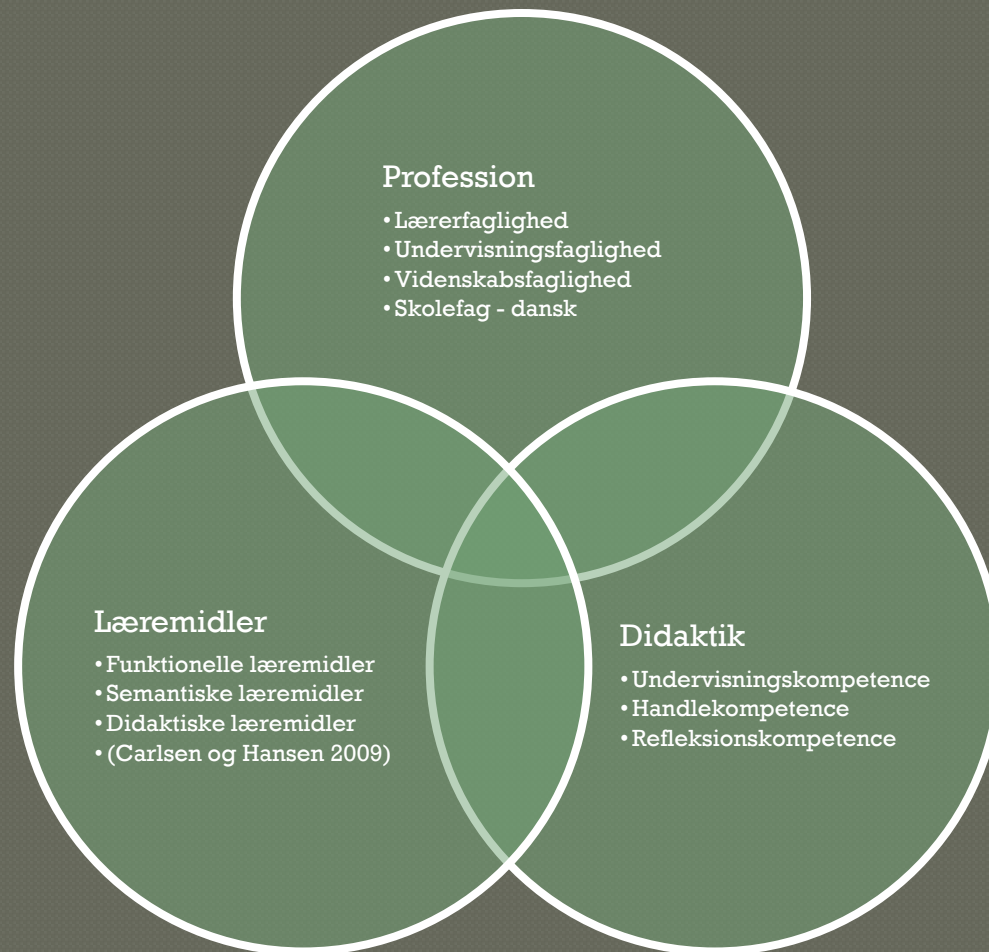 Profession
• Lærerfaglighed
• Undervisningsfaglighed
• Videnskabsfaglighed
• Skolefag - dansk
Læremidler
• Funktionelle læremidler
• Semantiske læremidler
• Didaktiske læremidler
• (Carlsen og Hansen 2009)
Didaktik
• Undervisningskompetence
• Handlekompetence
• Refleksionskompetence